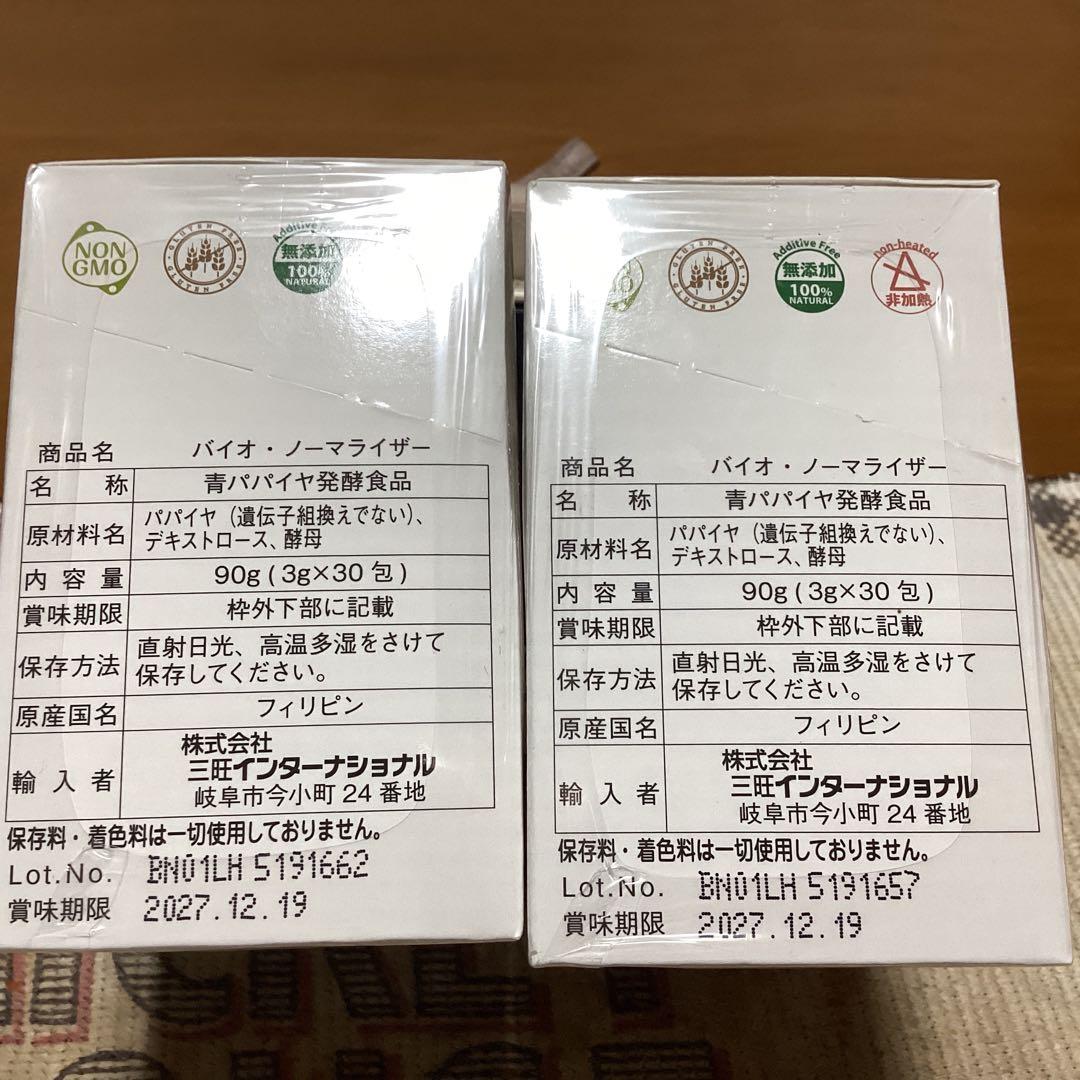 NON
GMO
GLUTEN FREE
GLUTEN FREE
Additive Fre
無添加
100%
NATURAL
商品名 バイオ・ノーマライザー
名 称 青パパイヤ発酵食品
原材料名 パパイヤ（遺伝子組換えでない）、
デキストロース、酵母
内容量 90g ( 3g×30 包 )
賞味期限 枠外下部に記載
保存方法 直射日光、高温多湿をさけて
保存してください。
原産国名 フィリピン
輸入者 株式会社
三旺インターナショナル
岐阜市今小町 24 番地
保存料・着色料は一切使用しておりません。
Lot.No. BN01LH 5191662
賞味期限 2027.12.19
GLUTEN FREE
GLUTEN FREE
Additive Free
無添加
100%
NATURAL
non-heated
非加熱
商品名 バイオ・ノーマライザー
名 称 青パパイヤ発酵食品
原材料名 パパイヤ（遺伝子組換えでない）、
デキストロース、酵母
内容量 90g ( 3g×30 包 )
賞味期限 枠外下部に記載
保存方法 直射日光、高温多湿をさけて
保存してください。
原産国名 フィリピン
輸入者 株式会社
三旺インターナショナル
岐阜市今小町 24 番地
保存料・着色料は一切使用しておりません。
Lot.No. BN01LH 5191657
賞味期限 2027.12.19